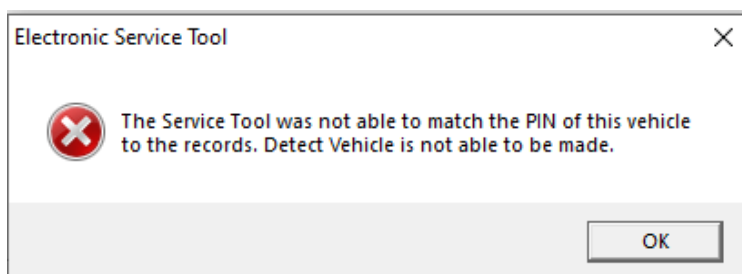 Electronic Service Tool
The Service Tool was not able to match the PIN of this vehicle
to the records. Detect Vehicle is not able to be made.
OK